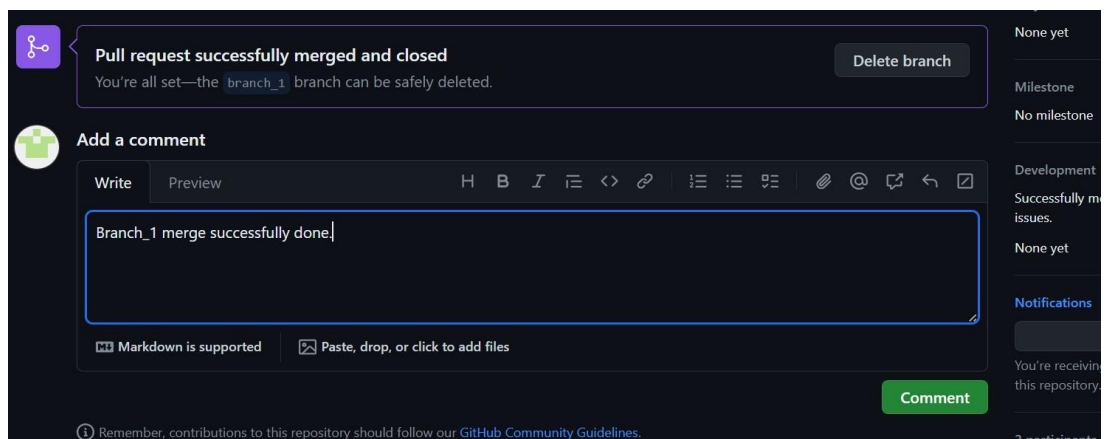 Pull request successfully merged and closed
You're all set—the branch_1 branch can be safely deleted.
Delete branch
Add a comment
Write
Preview
Branch_1 merge successfully done.
Markdown is supported
Paste, drop, or click to add files
Comment
Remember, contributions to this repository should follow our GitHub Community Guidelines.
None yet
Milestone
No milestone
Development
Successfully
issues.
None yet
Notifications
You're
this repository.